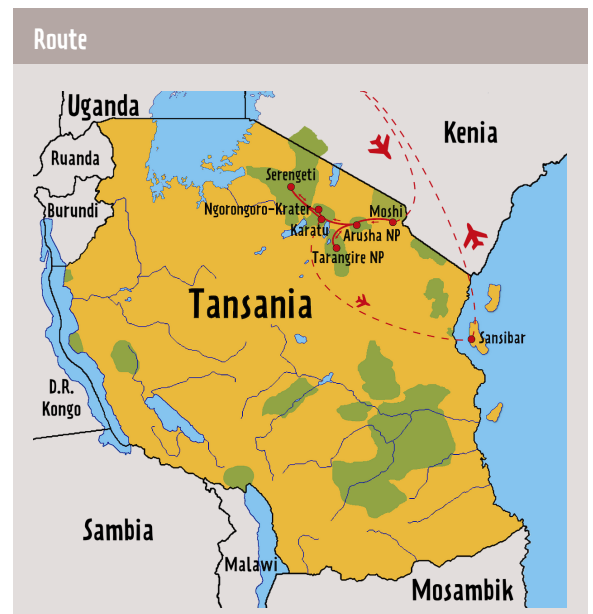 Route
Uganda
Kenia
Ruanda
Serengeti
Burundi
Ngorongoro-Krater
Moshi
Karatu
Arusha NP
Tarangire NP
Tansania
Sansibar
D.R.
Kongo
Sambia
Malawi
Mosambik